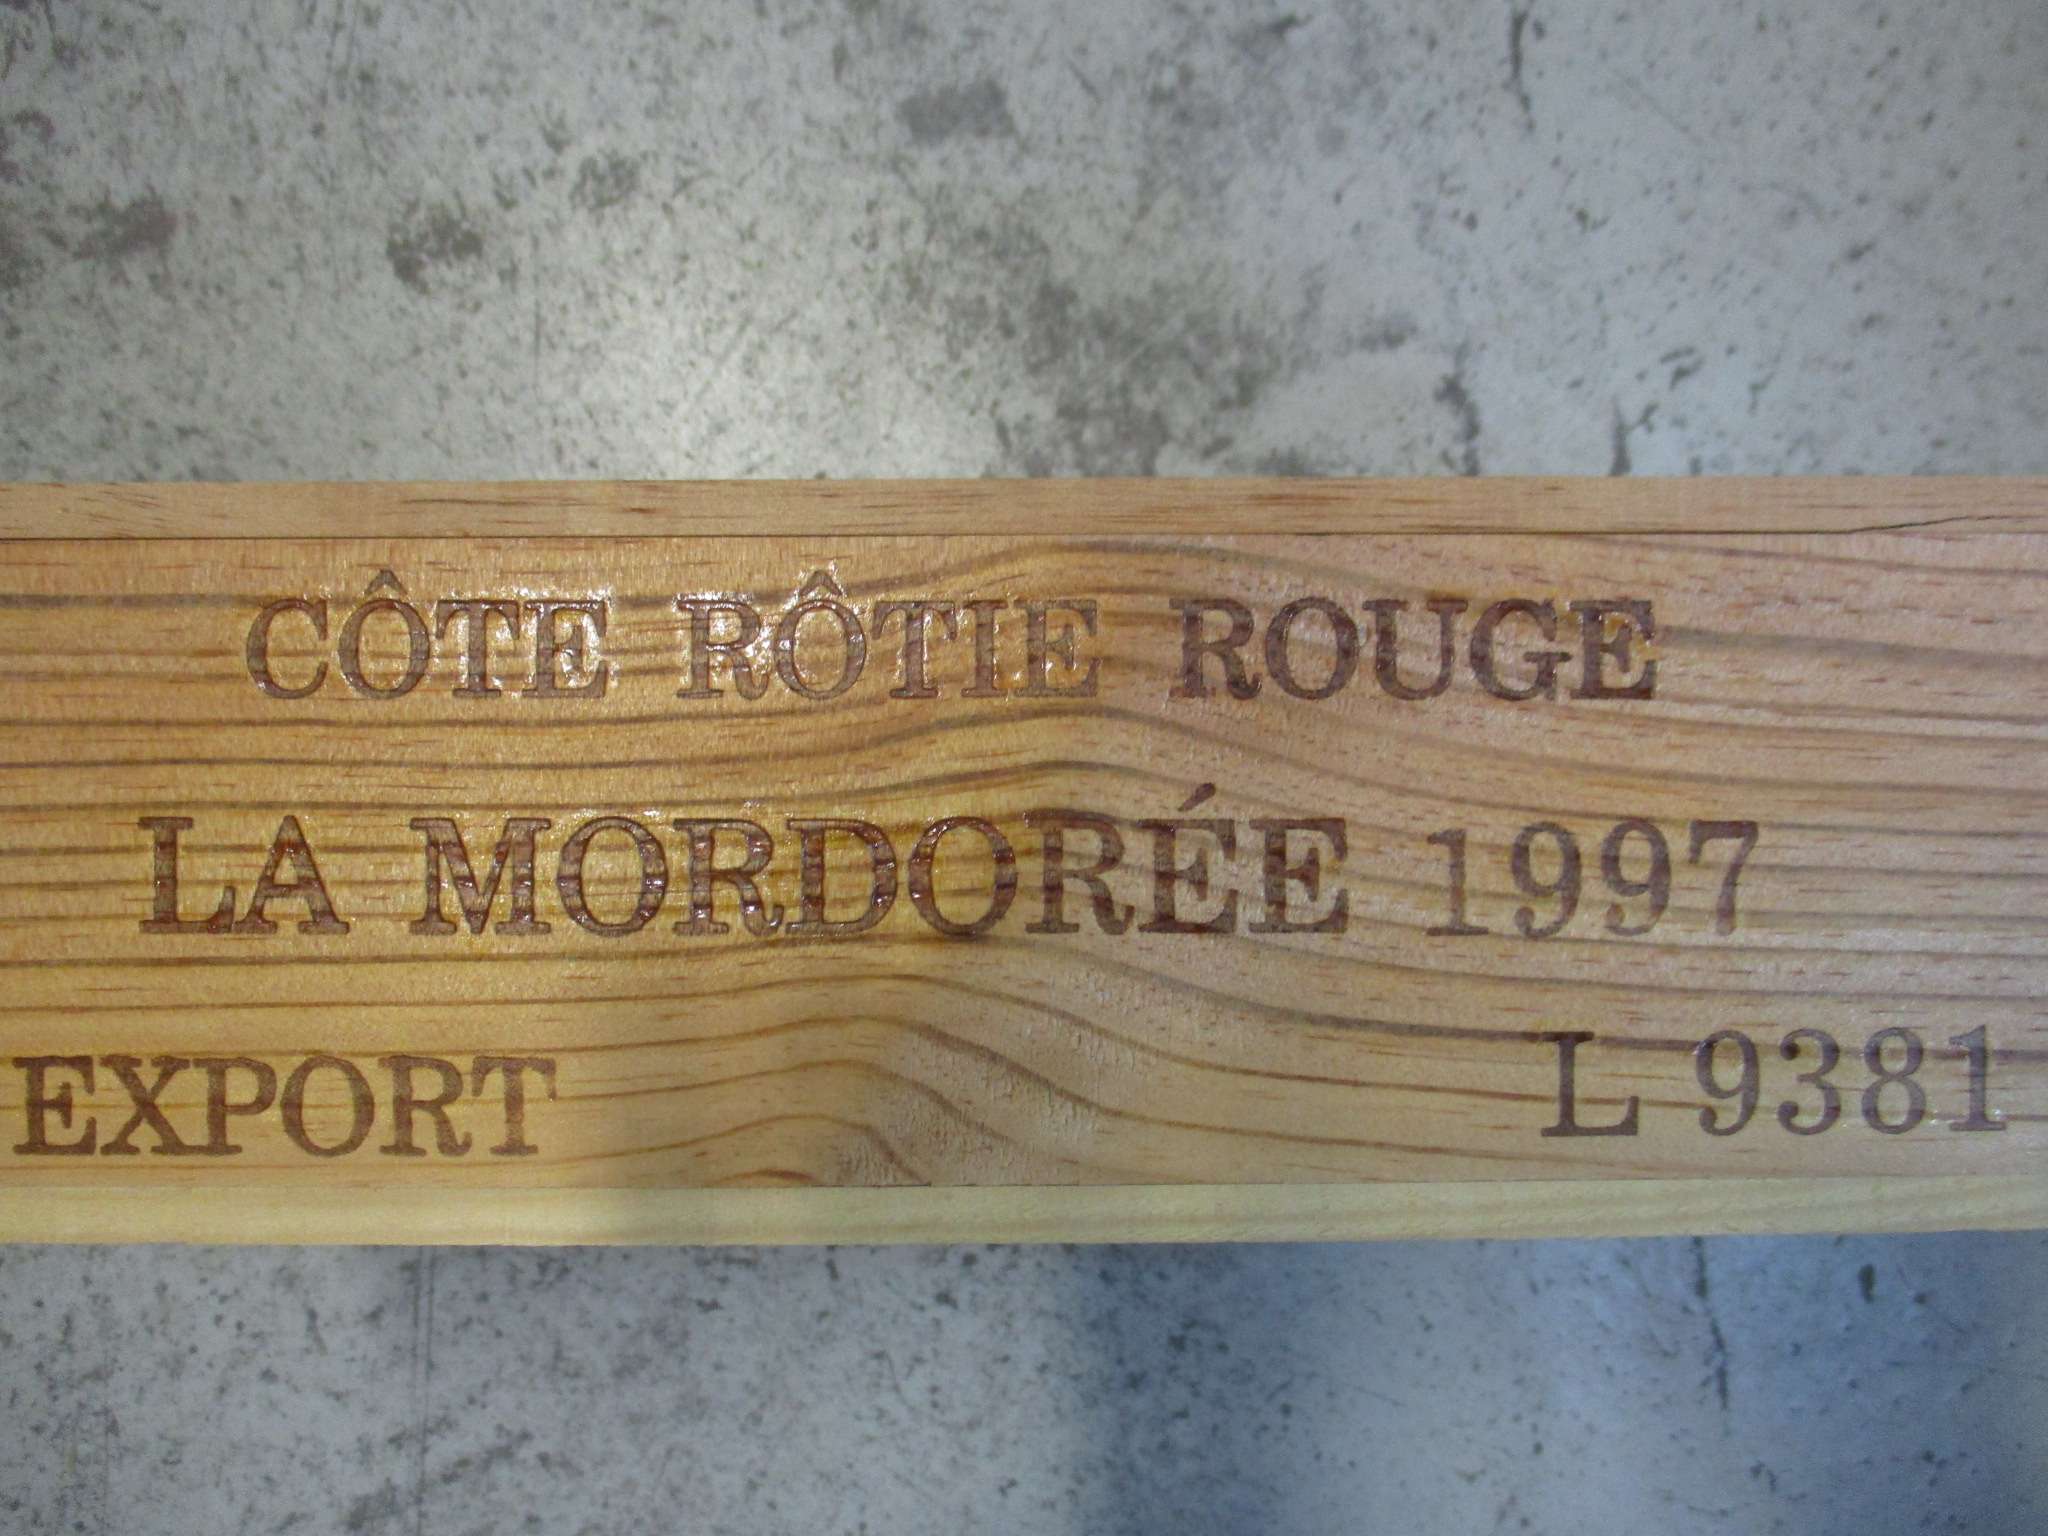 CÔTE RÔTIE ROUGE
LA MORDORÉE 1997
EXPORT L 9381